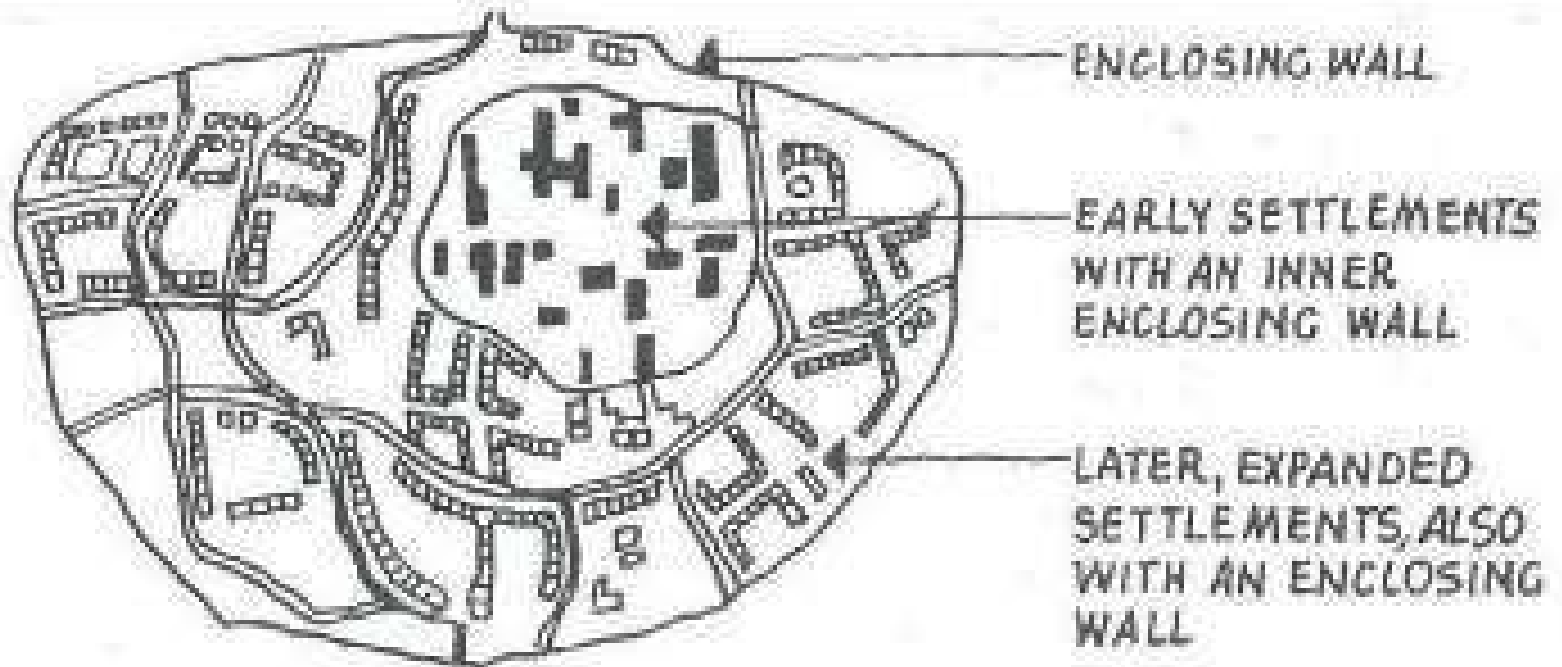 ENCLOSING WALL
EARLY SETTLEMENTS
WITH AN INNER
ENCLOSING WALL
LATER, EXPANDED
SETTLEMENTS, ALSO
WITH AN ENCLOSING
WALL